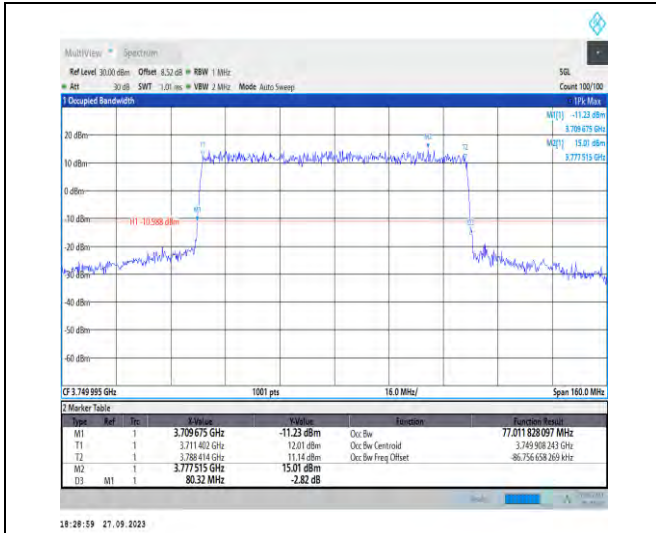 MultiView Spectrum
Ref Level 30.00 dBm Offset 8.52 dB RBW 1 MHz SGL
Att 30 dB SWT 1.01 ms VBW 2 MHz Mode Auto Sweep Count 100/100
1 Occupied Bandwidth 1Pk Max
M1[1] -11.23 dBm
3.709 675 GHz
M2[1] 15.01 dBm
3.777 515 GHz
20 dBm
T1 M2 T2
10 dBm
0 dBm
M1
-10 dBm
H1 -10.988 dBm
-20 dBm
-30 dBm
-40 dBm
-50 dBm
-60 dBm
CF 3.749 995 GHz 1001 pts 16.0 MHz/ Span 160.0 MHz
2 Marker Table
Type Ref Trc X-Value Y-Value Function Function Result
M1 1 3.709 675 GHz -11.23 dBm Occ Bw 77.011 828 097 MHz
T1 1 3.711 402 GHz 12.01 dBm Occ Bw Centroid 3.749 908 243 GHz
T2 1 3.788 414 GHz 11.14 dBm Occ Bw Freq Offset -86.756 658 269 kHz
M2 1 3.777 515 GHz 15.01 dBm
D3 M1 1 80.32 MHz -2.82 dB
18:28:59 27.09.2023